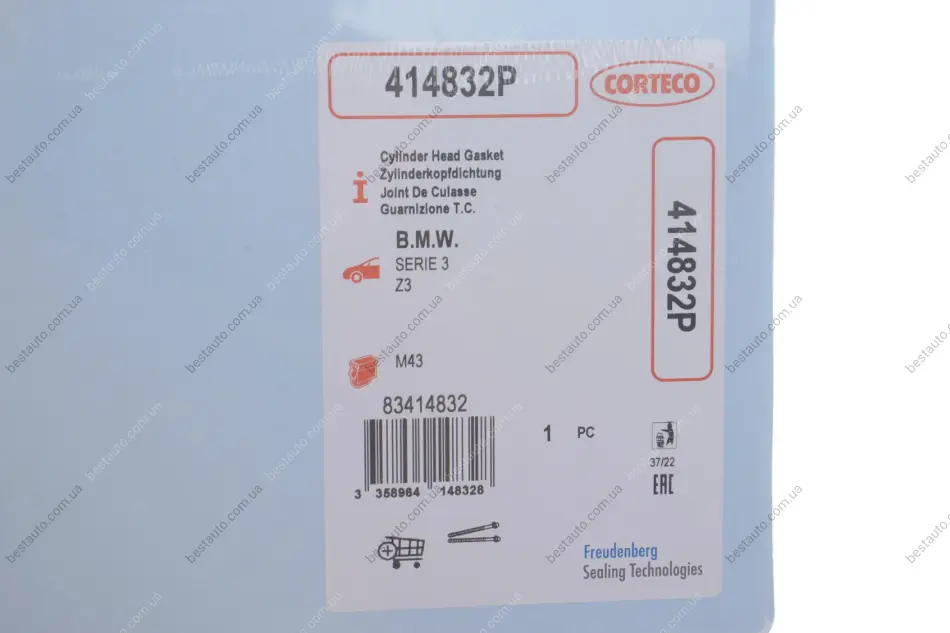 414832P
CORTECO
Cylinder Head Gasket
Zylinderkopfdichtung
Joint De Culasse
Guarnizione T.C.
B.M.W.
SERIE 3
Z3
414832P
M43
83414832
1 PC
3 358964 148328
37/22
EAC
Freudenberg
Sealing Technologies
bestauto.com.ua